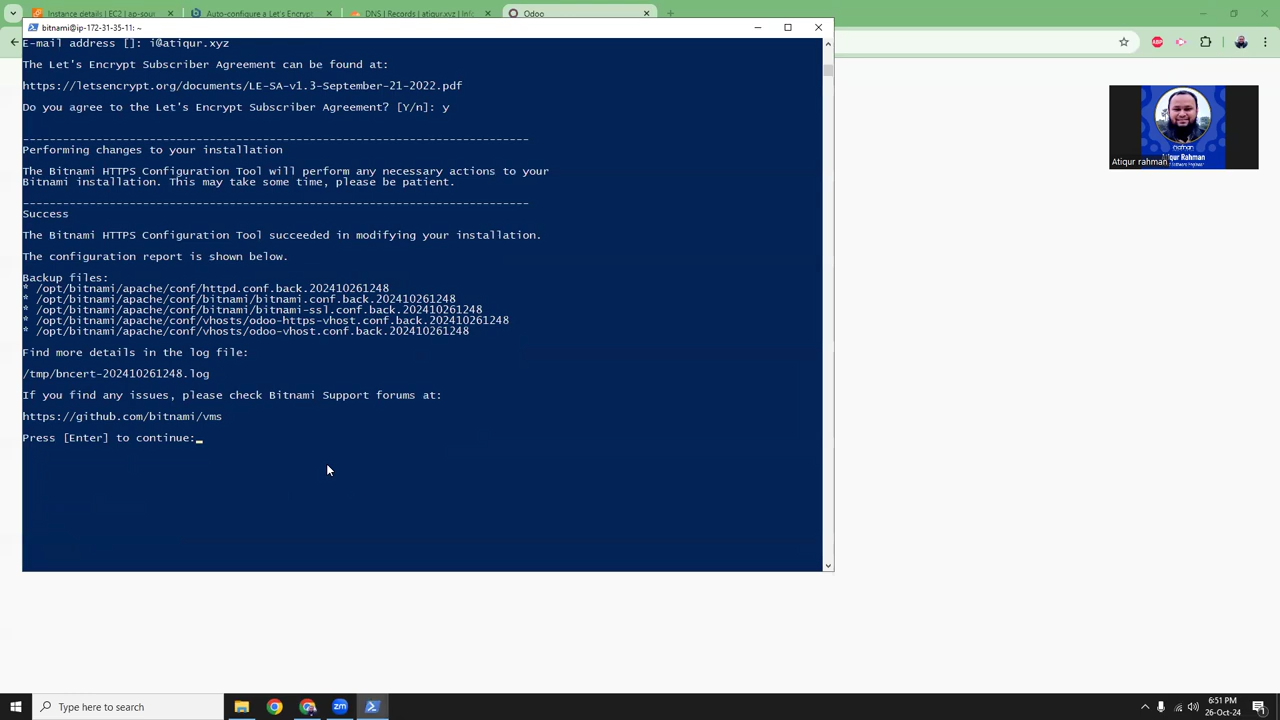 Instance details | EC2 | ap-sou
Auto-configure a Let's Encrypt
DNS | Records | atiqur.xyz |
Odoo
bitnami@ip-172-31-35-11: ~
E-mail address []: i@atiqur.xyz
The Let's Encrypt Subscriber Agreement can be found at:
https://letsencrypt.org/documents/LE-SA-v1.3-September-21-2022.pdf
Do you agree to the Let's Encrypt Subscriber Agreement? [Y/n]: y
----------------------------------------------------------------------------
Performing changes to your installation
The Bitnami HTTPS Configuration Tool will perform any necessary actions to your
Bitnami installation. This may take some time, please be patient.
----------------------------------------------------------------------------
Success
The Bitnami HTTPS Configuration Tool succeeded in modifying your installation.
The configuration report is shown below.
Backup files:
* /opt/bitnami/apache/conf/httpd.conf.back.202410261248
* /opt/bitnami/apache/conf/bitnami/bitnami.conf.back.202410261248
* /opt/bitnami/apache/conf/bitnami/bitnami-ssl.conf.back.202410261248
* /opt/bitnami/apache/conf/vhosts/odoo-https-vhost.conf.back.202410261248
* /opt/bitnami/apache/conf/vhosts/odoo-vhost.conf.back.202410261248
Find more details in the log file:
/tmp/bncert-202410261248.log
If you find any issues, please check Bitnami Support forums at:
https://github.com/bitnami/vms
Press [Enter] to continue:
Atiqur Rahman
Atiqur rahman
Type here to search
zm
6:51 PM
26-Oct-24